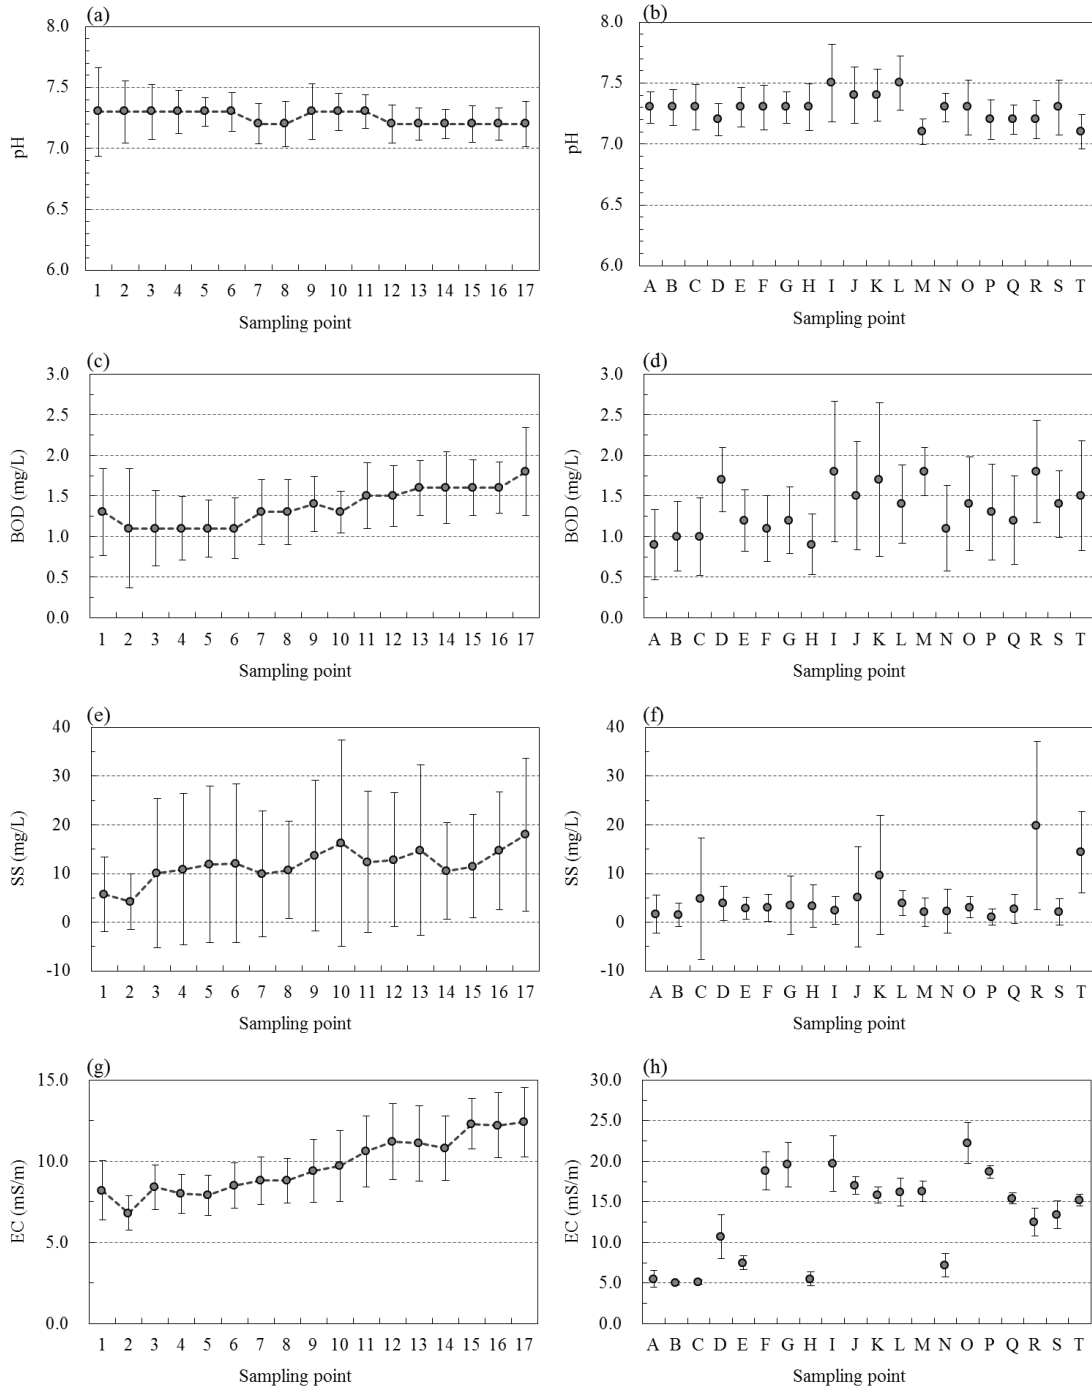 (a)
8.0
7.5
7.0
6.5
6.0
pH
1 2 3 4 5 6 7 8 9 10 11 12 13 14 15 16 17
Sampling point
(b)
8.0
7.5
7.0
6.5
6.0
pH
A B C D E F G H I J K L M N O P Q R S T
Sampling point
(c)
3.0
2.5
2.0
1.5
1.0
0.5
0.0
BOD (mg/L)
1 2 3 4 5 6 7 8 9 10 11 12 13 14 15 16 17
Sampling point
(d)
3.0
2.5
2.0
1.5
1.0
0.5
0.0
BOD (mg/L)
A B C D E F G H I J K L M N O P Q R S T
Sampling point
(e)
40
30
20
10
0
-10
SS (mg/L)
1 2 3 4 5 6 7 8 9 10 11 12 13 14 15 16 17
Sampling point
(f)
40
30
20
10
0
-10
SS (mg/L)
A B C D E F G H I J K L M N O P Q R S T
Sampling point
(g)
15.0
10.0
5.0
0.0
EC (mS/m)
1 2 3 4 5 6 7 8 9 10 11 12 13 14 15 16 17
Sampling point
(h)
30.0
25.0
20.0
15.0
10.0
5.0
0.0
EC (mS/m)
A B C D E F G H I J K L M N O P Q R S T
Sampling point